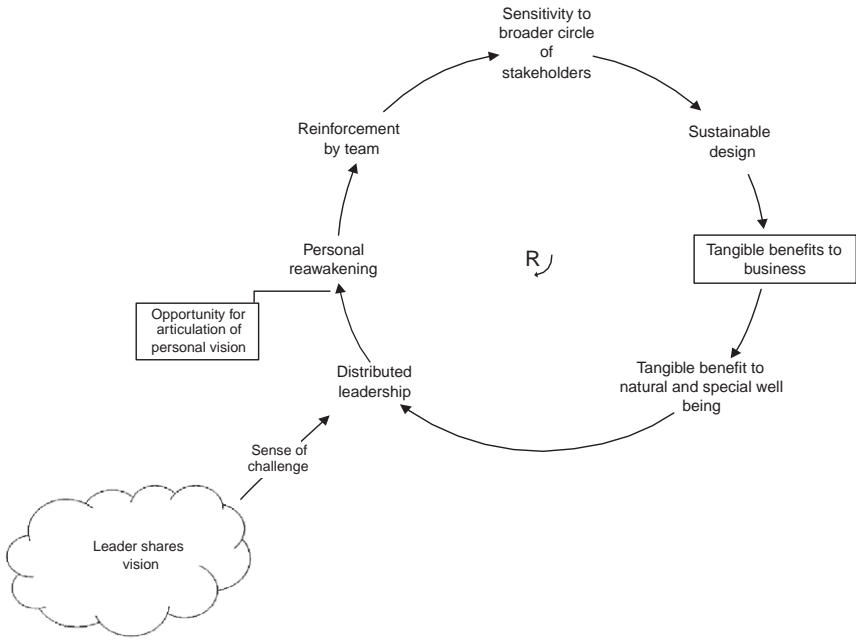 Sensitivity to
broader circle
of
stakeholders
Reinforcement
by team
Sustainable
design
Personal
reawakening
R
Tangible benefits to
business
Opportunity for
articulation of
personal vision
Distributed
leadership
Tangible benefit to
natural and special well
being
Sense of
challenge
Leader shares
vision